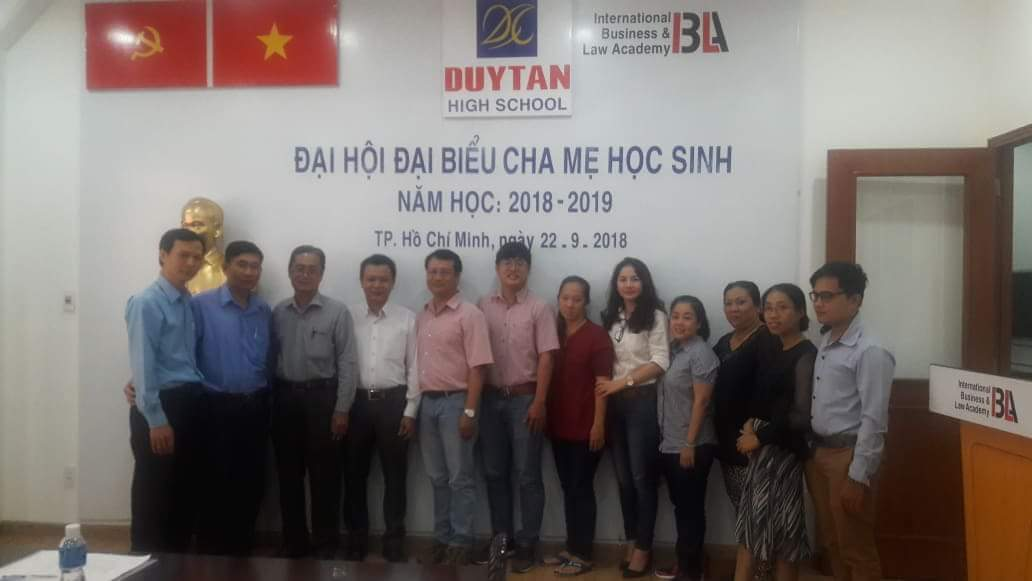 DC
DUYTAN
HIGH SCHOOL
International
Business &
Law Academy
IBLA
ĐẠI HỘI ĐẠI BIỂU CHA MẸ HỌC SINH
NĂM HỌC: 2018-2019
TP. Hồ Chí Minh, ngày 22.9.2018
International
Business &
Law Academy
IBLA